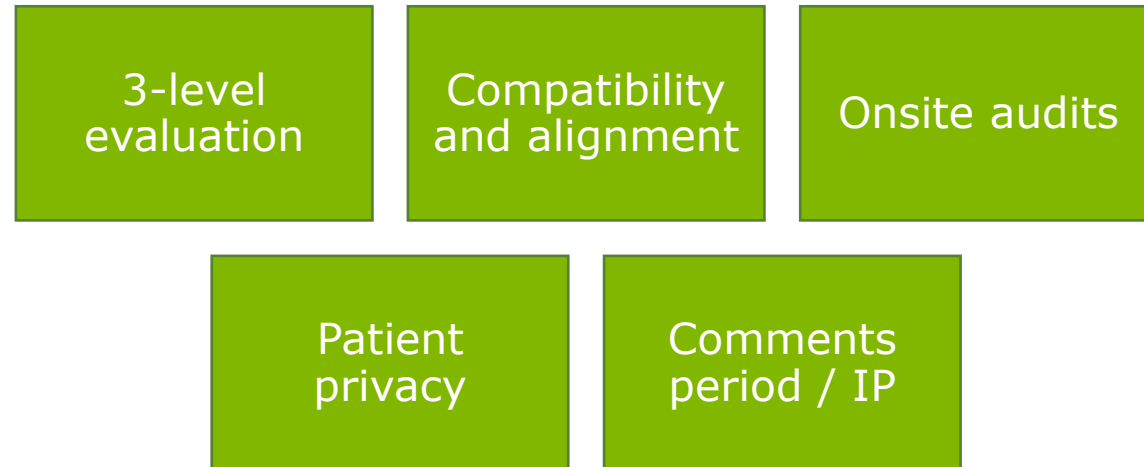 3-level
evaluation
Compatibility
and alignment
Onsite audits
Patient
privacy
Comments
period / IP